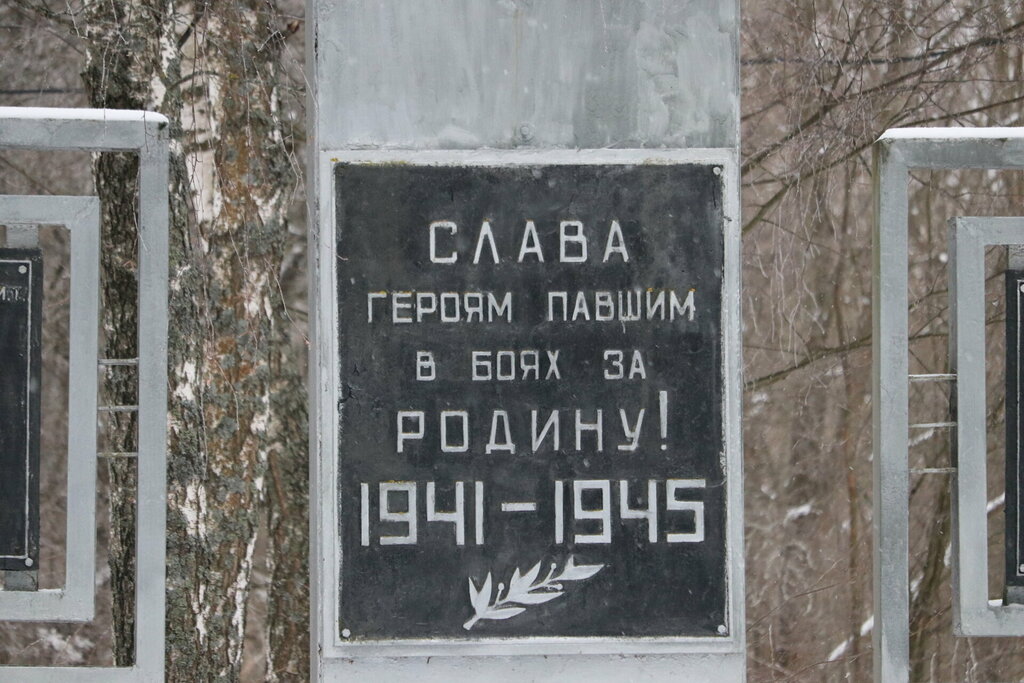 СЛАВА
ГЕРОЯМ ПАВШИМ
В БОЯХ ЗА
РОДИНУ!
1941-1945